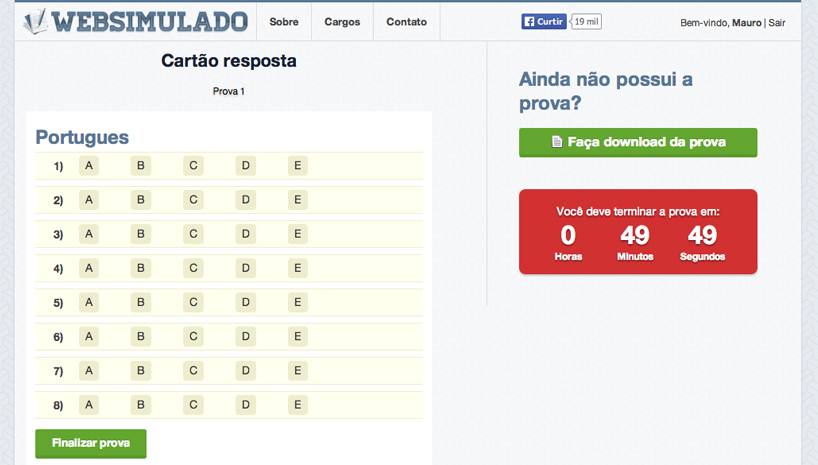 WEBSIMULADO Sobre Cargos Contato Curtir 19 mil Bem-vindo, Mauro | Sair
Cartão resposta
Prova 1
Portugues
1) A B C D E
2) A B C D E
3) A B C D E
4) A B C D E
5) A B C D E
6) A B C D E
7) A B C D E
8) A B C D E
Finalizar prova
Ainda não possui a
prova?
Faça download da prova
Você deve terminar a prova em:
0 49 49
Horas Minutos Segundos